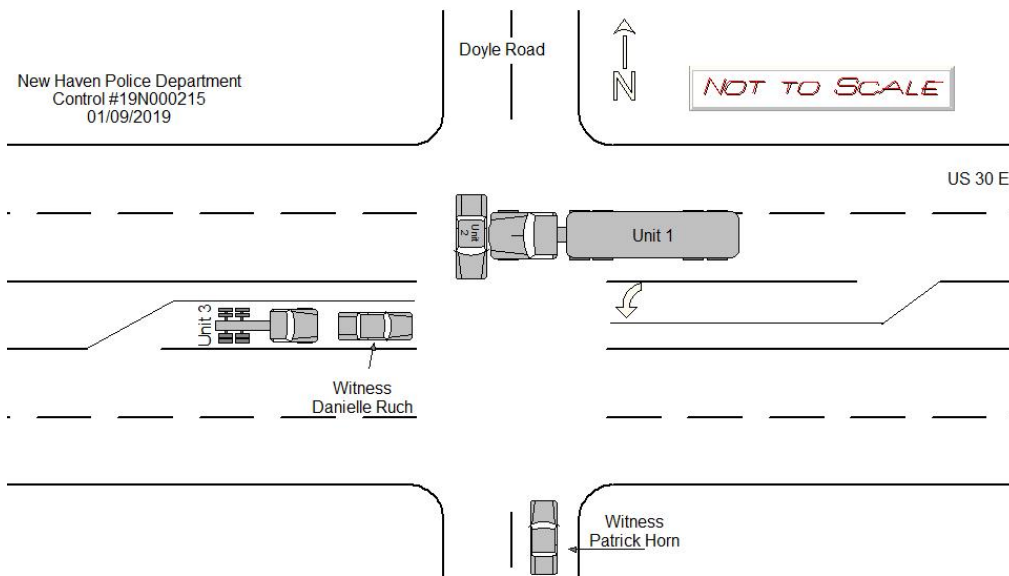 Doyle Road
New Haven Police Department
Control #19N000215
01/09/2019
N
NOT TO SCALE
US 30 E
Unit
2
Unit 1
Unit 3
Witness
Danielle Ruch
Witness
Patrick Horn